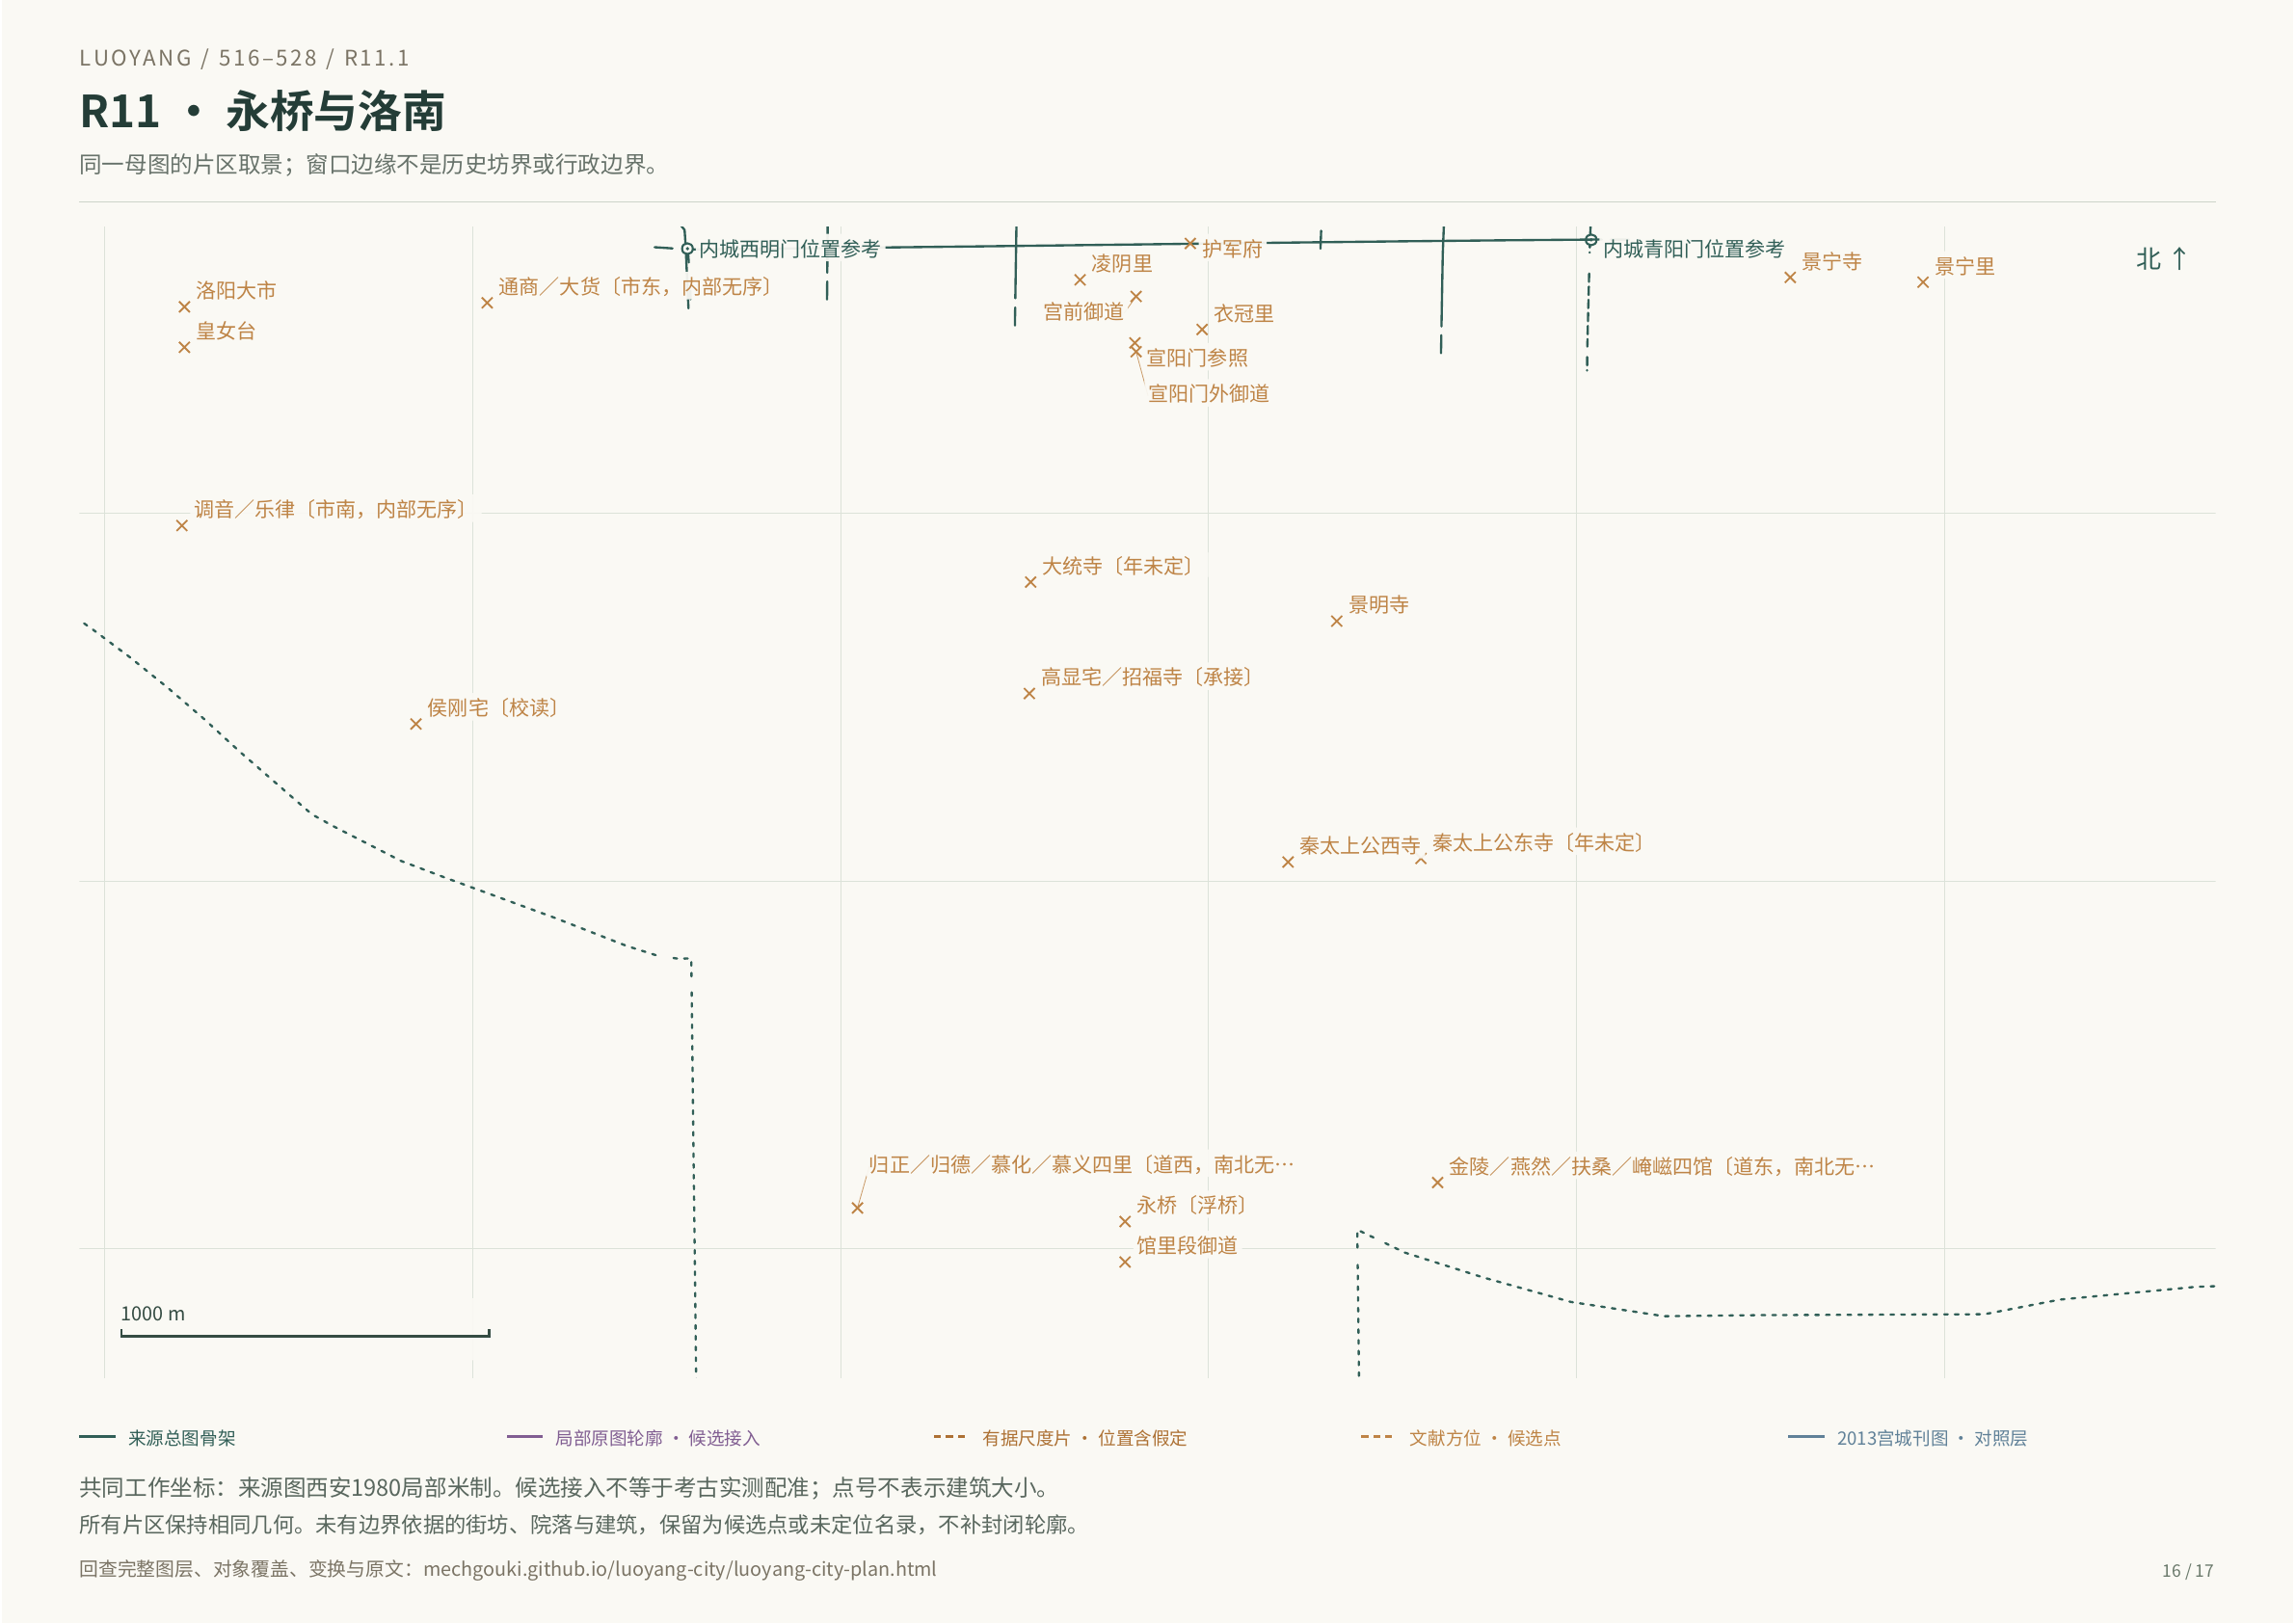 LUOYANG / 516–528 / R11.1
R11 · 永桥与洛南
同一母图的片区取景；窗口边缘不是历史坊界或行政边界。
内城西明门位置参考
护军府
内城青阳门位置参考
景宁寺
景宁里
北 ↑
凌阴里
洛阳大市
通商／大货〔市东，内部无序〕
宫前御道
衣冠里
皇女台
宣阳门参照
宣阳门外御道
调音／乐律〔市南，内部无序〕
大统寺〔年未定〕
景明寺
高显宅／招福寺〔承接〕
侯刚宅〔校读〕
秦太上公西寺
秦太上公东寺〔年未定〕
归正／归德／慕化／慕义四里〔道西，南北无…
金陵／燕然／扶桑／崦嵫四馆〔道东，南北无…
永桥〔浮桥〕
馆里段御道
1000 m
来源总图骨架
局部原图轮廓 · 候选接入
有据尺度片 · 位置含假定
文献方位 · 候选点
2013宫城刊图 · 对照层
共同工作坐标：来源图西安1980局部米制。候选接入不等于考古实测配准；点号不表示建筑大小。
所有片区保持相同几何。未有边界依据的街坊、院落与建筑，保留为候选点或未定位名录，不补封闭轮廓。
回查完整图层、对象覆盖、变换与原文：mechgouki.github.io/luoyang-city/luoyang-city-plan.html
16 / 17